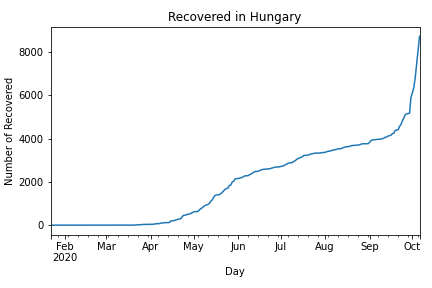 Recovered in Hungary
Number of Recovered
8000
6000
4000
2000
0
Feb Mar Apr May Jun Jul Aug Sep Oct
2020
Day